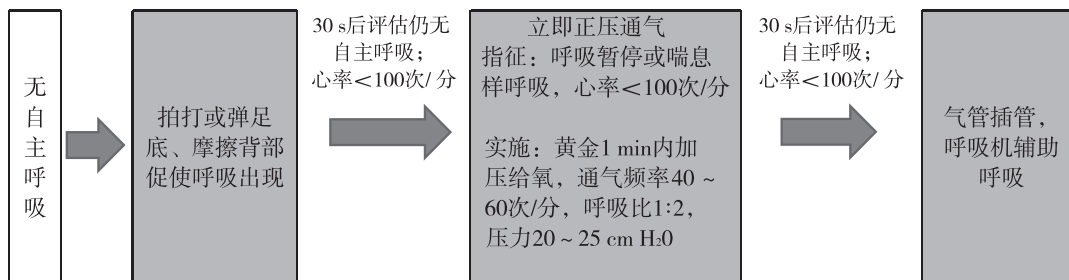 无
自
主
呼
吸
拍打或弹足
底、摩擦背部
促使呼吸出现
30 s后评估仍无
自主呼吸；
心率＜100次/分
立即正压通气
指征：呼吸暂停或喘息
样呼吸，心率＜100次/分
实施：黄金1 min内加
压给氧，通气频率40 ~
60次/分，呼吸比1∶2，
压力20 ~ 25 cm H₂0
30 s后评估仍无
自主呼吸；
心率＜100次/分
气管插管，
呼吸机辅助
呼吸